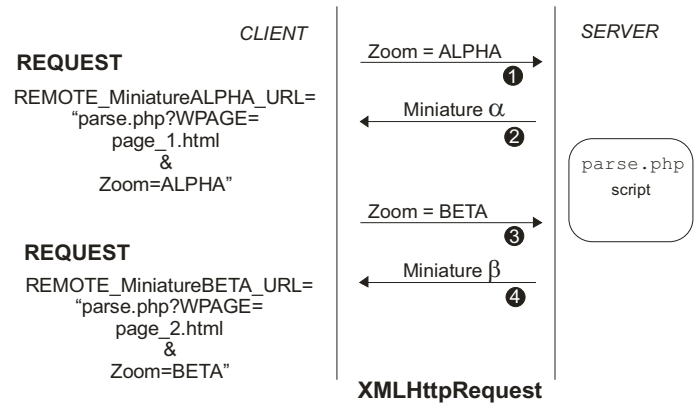 CLIENT
REQUEST
REMOTE_MiniatureALPHA_URL=
“parse.php?WPAGE=
page_1.html
&
Zoom=ALPHA”
REQUEST
REMOTE_MiniatureBETA_URL=
“parse.php?WPAGE=
page_2.html
&
Zoom=BETA”
Zoom = ALPHA
1
Miniature α
2
Zoom = BETA
3
Miniature β
4
XMLHttpRequest
SERVER
parse.php
script